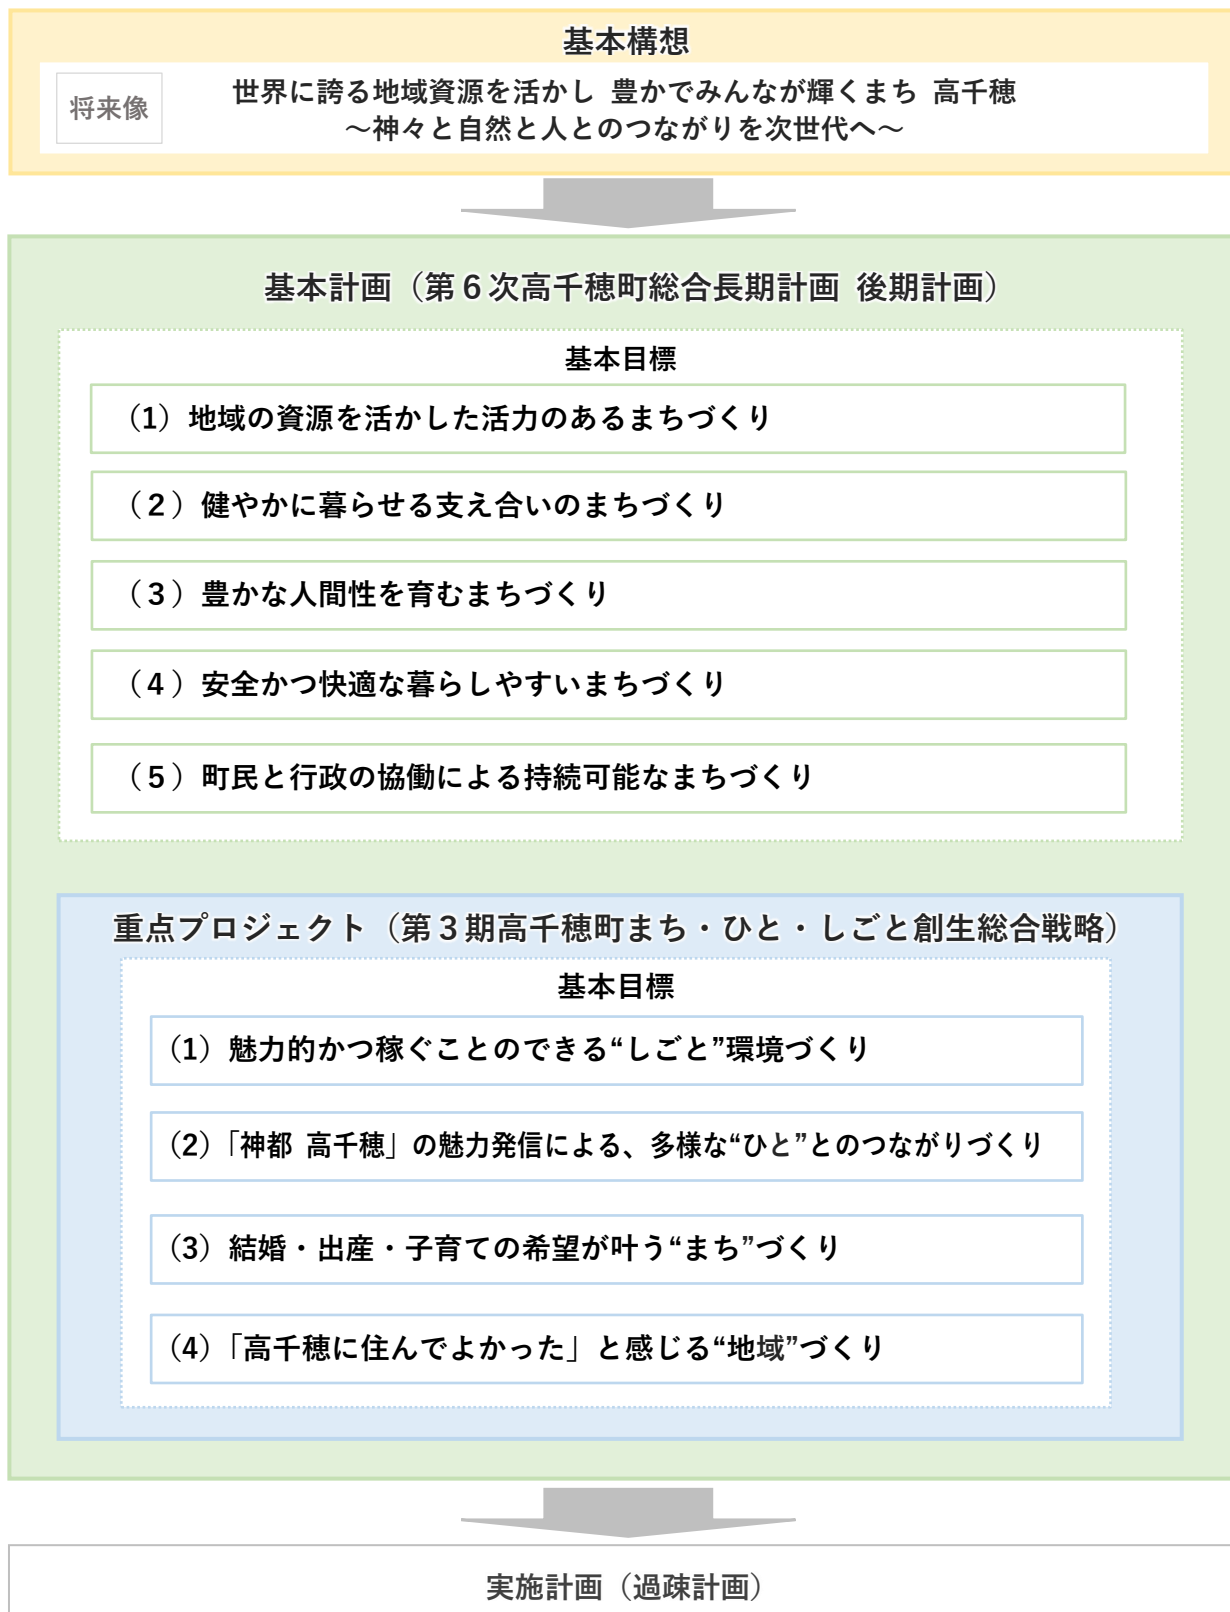 基本構想
将来像
世界に誇る地域資源を活かし 豊かでみんなが輝くまち 高千穂
～神々と自然と人とのつながりを次世代へ～
基本計画（第６次高千穂町総合長期計画 後期計画）
基本目標
（1）地域の資源を活かした活力のあるまちづくり
（２）健やかに暮らせる支え合いのまちづくり
（３）豊かな人間性を育むまちづくり
（４）安全かつ快適な暮らしやすいまちづくり
（５）町民と行政の協働による持続可能なまちづくり
重点プロジェクト（第３期高千穂町まち・ひと・しごと創生総合戦略）
基本目標
（1）魅力的かつ稼ぐことのできる“しごと”環境づくり
（2）「神都 高千穂」の魅力発信による、多様な“ひと”とのつながりづくり
（3）結婚・出産・子育ての希望が叶う“まち”づくり
（4）「高千穂に住んでよかった」と感じる“地域”づくり
実施計画（過疎計画）